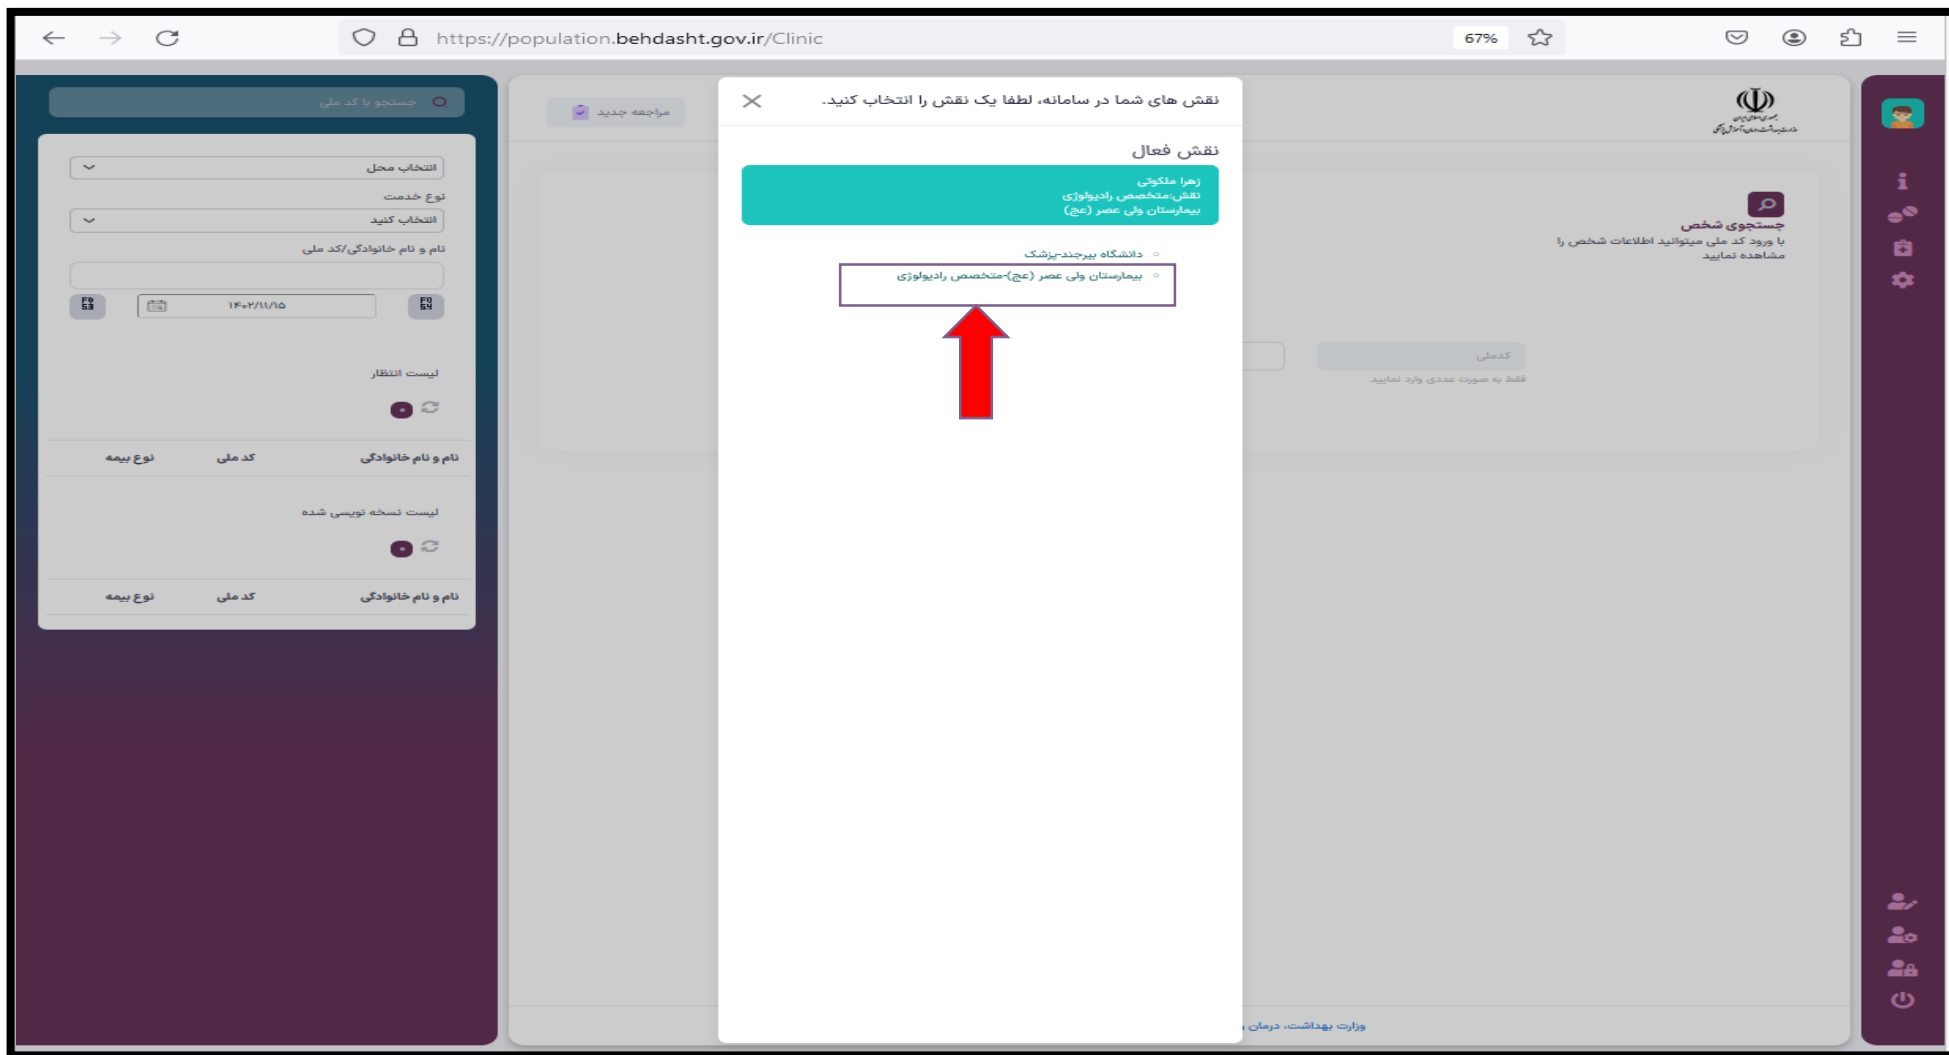 https://population.behdasht.gov.ir/Clinic
67%
مراجعه جدید
جستجوی شخص
با ورود کد ملی میتوانید اطلاعات شخص را
مشاهده نمایید
کدملی
فقط به صورت عددی وارد نمایید
وزارت بهداشت، درمان و
نقش های شما در سامانه، لطفا یک نقش را انتخاب کنید.
نقش فعال
زهرا ملکوتی
نقش:متخصص رادیولوژی
بیمارستان ولی عصر (عج)
دانشگاه بیرجند-پزشک
بیمارستان ولی عصر (عج)-متخصص رادیولوژی
جستجو با کد ملی
انتخاب محل
نوع خدمت
انتخاب کنید
نام و نام خانوادگی/کد ملی
۱۴۰۲/۱۱/۱۵
لیست انتظار
۰
نام و نام خانوادگی کد ملی نوع بیمه
لیست نسخه نویسی شده
۰
نام و نام خانوادگی کد ملی نوع بیمه